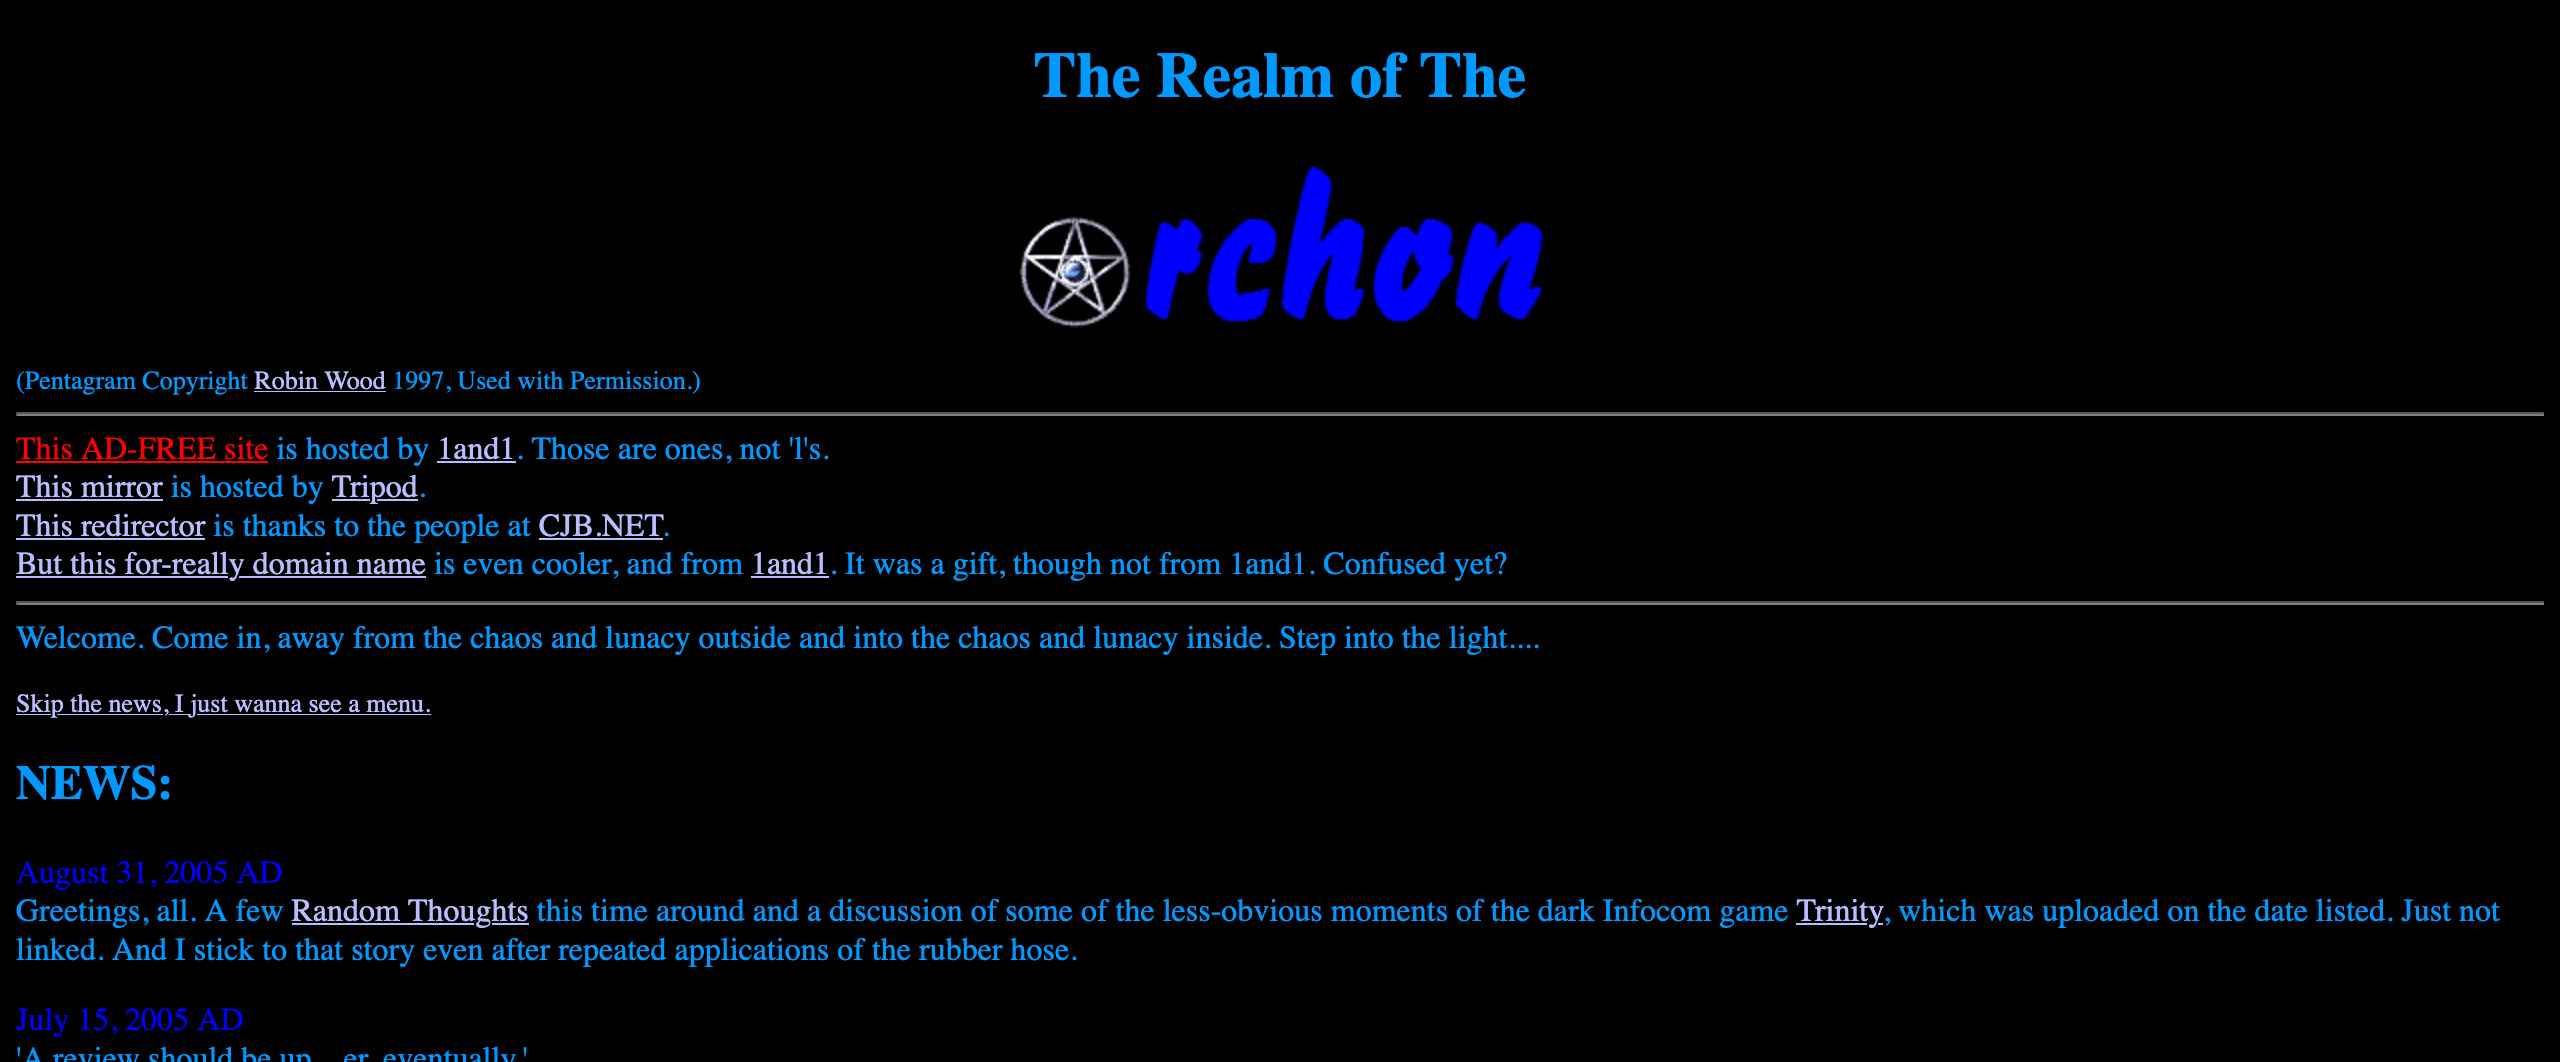 The Realm of The
rchon
(Pentagram Copyright Robin Wood 1997, Used with Permission.)
This AD-FREE site is hosted by 1and1. Those are ones, not 'l's.
This mirror is hosted by Tripod.
This redirector is thanks to the people at CJB.NET.
But this for-really domain name is even cooler, and from 1and1. It was a gift, though not from 1and1. Confused yet?
Welcome. Come in, away from the chaos and lunacy outside and into the chaos and lunacy inside. Step into the light....
Skip the news, I just wanna see a menu.
NEWS:
August 31, 2005 AD
Greetings, all. A few Random Thoughts this time around and a discussion of some of the less-obvious moments of the dark Infocom game Trinity, which was uploaded on the date listed. Just not
linked. And I stick to that story even after repeated applications of the rubber hose.
July 15, 2005 AD
'A review should be up... er, eventually.'